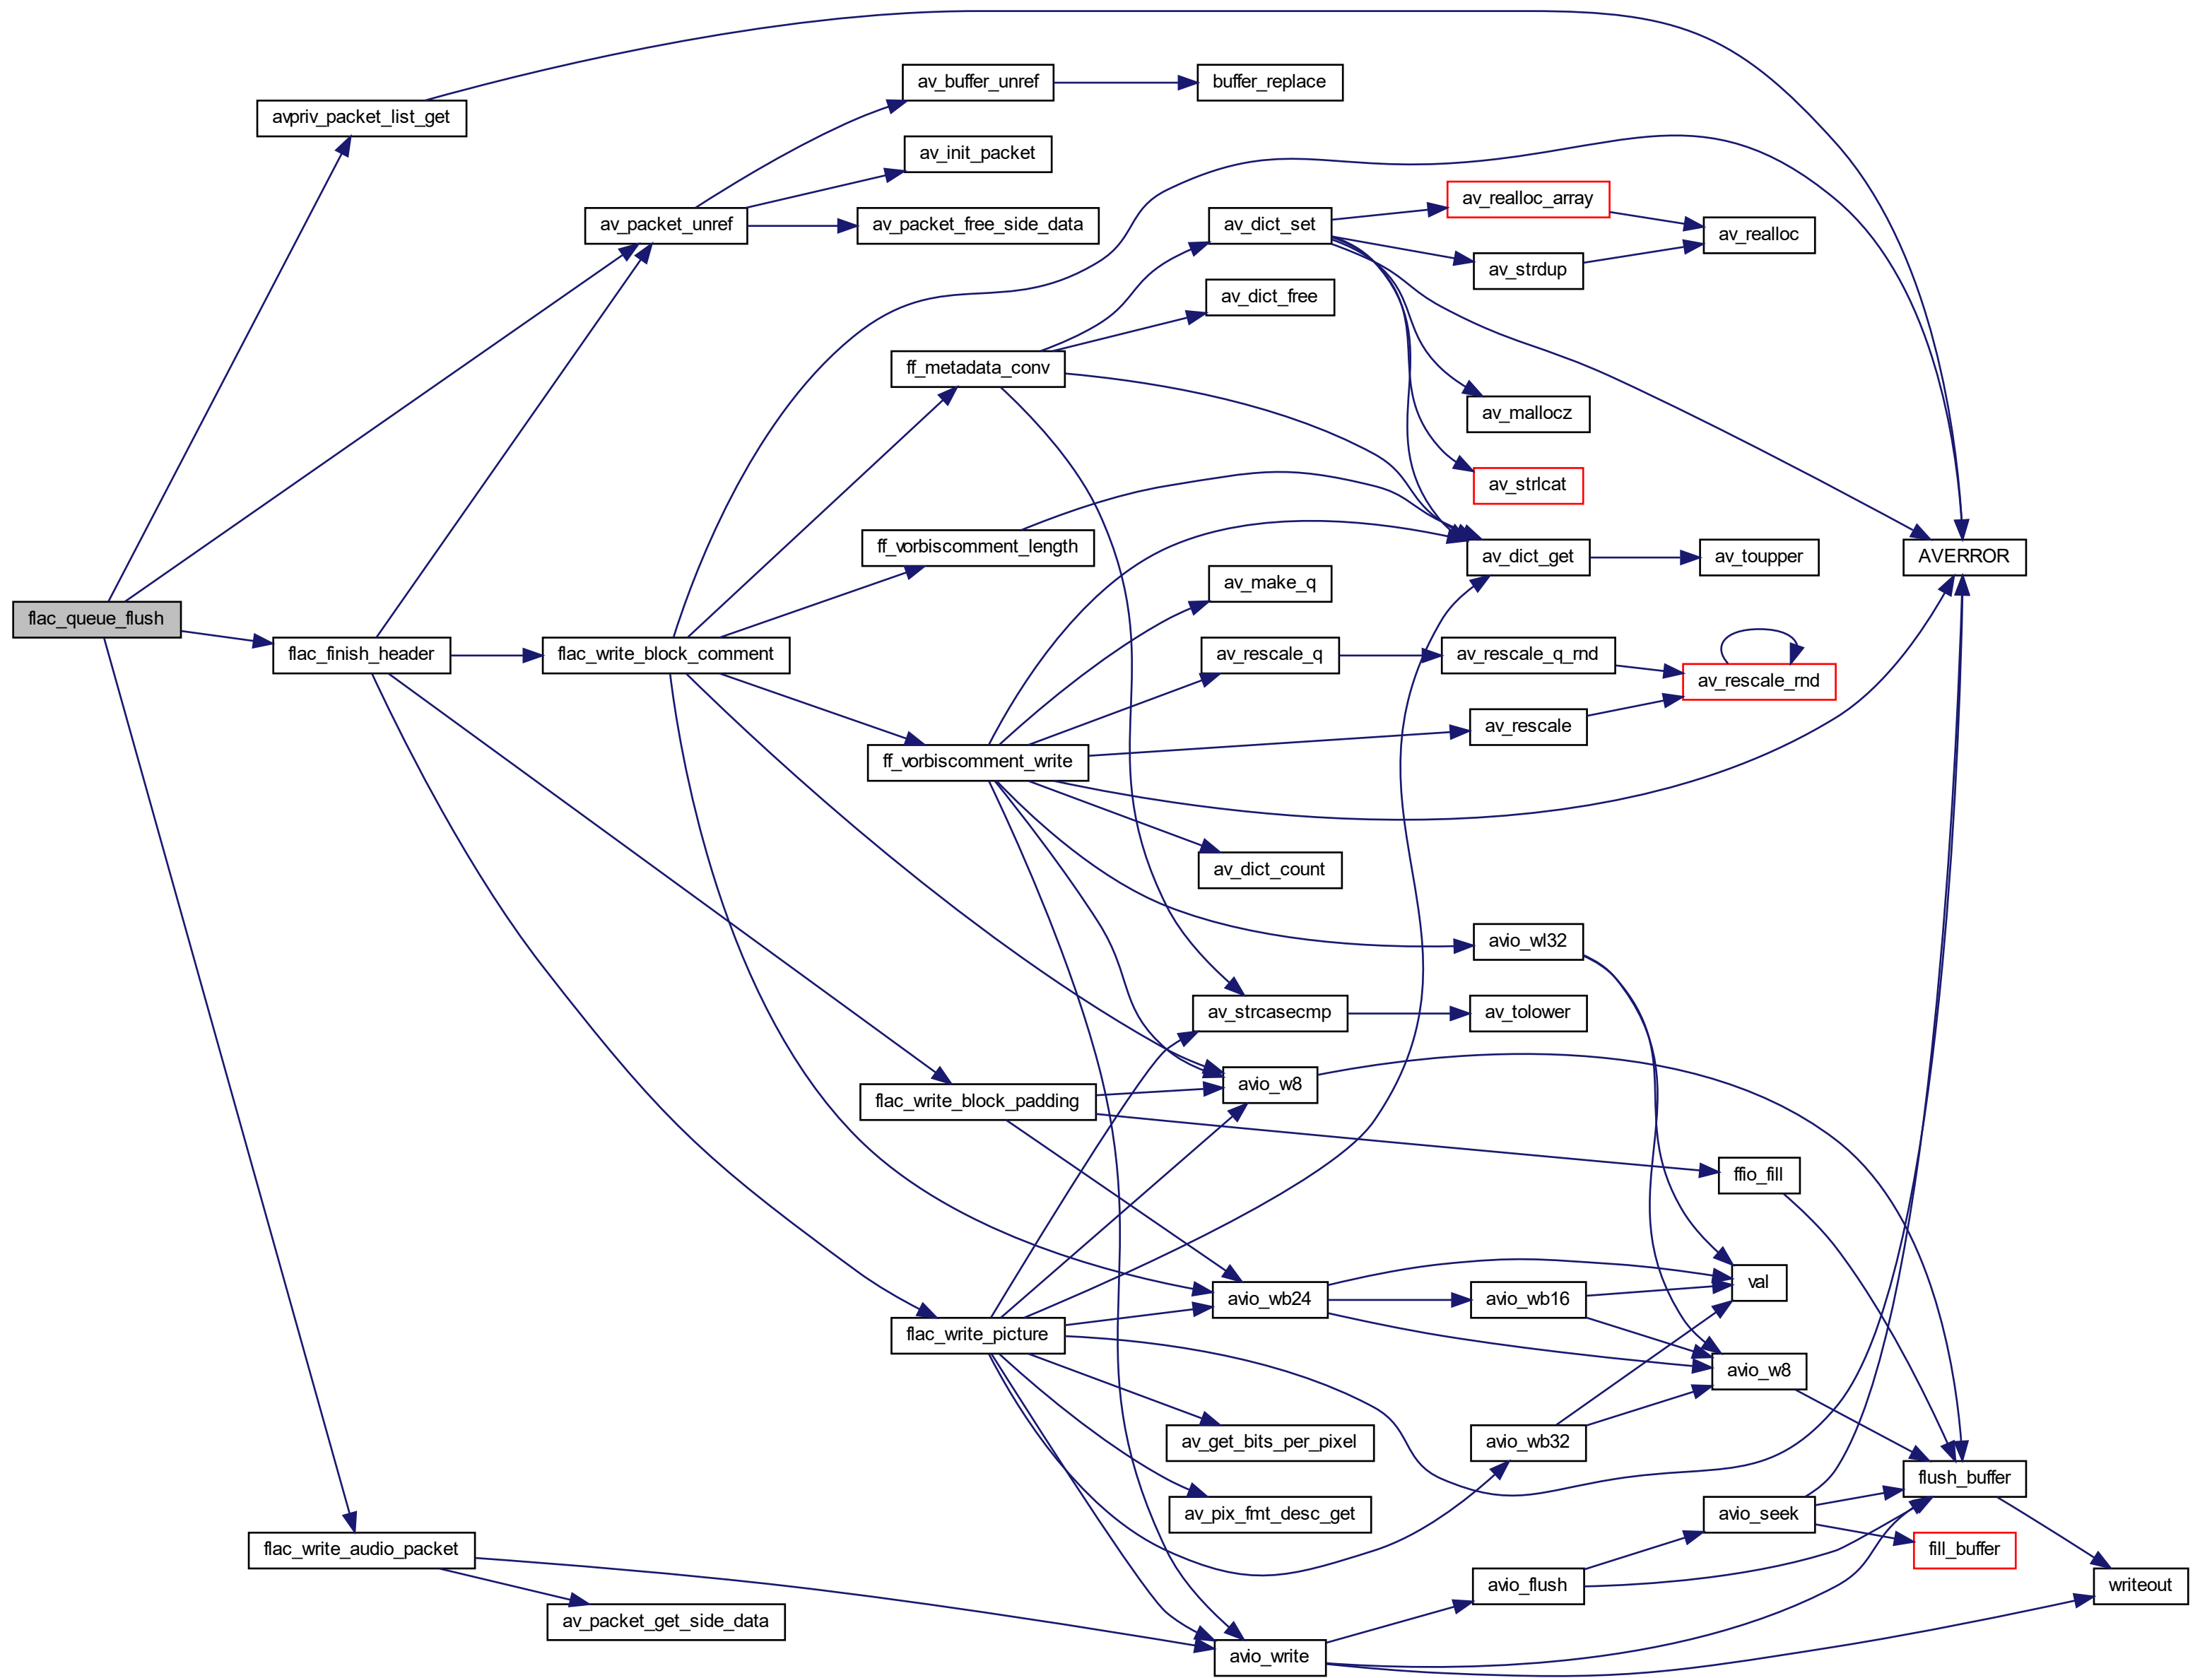 av_buffer_unref
buffer_replace
avpriv_packet_list_get
av_init_packet
av_realloc_array
av_packet_unref
av_packet_free_side_data
av_dict_set
av_realloc
av_strdup
av_dict_free
ff_metadata_conv
av_mallocz
av_strlcat
ff_vorbiscomment_length
av_dict_get
av_toupper
AVERROR
av_make_q
flac_queue_flush
flac_finish_header
flac_write_block_comment
av_rescale_q
av_rescale_q_rnd
av_rescale_rnd
av_rescale
ff_vorbiscomment_write
av_dict_count
avio_wl32
av_strcasecmp
av_tolower
avio_w8
flac_write_block_padding
ffio_fill
avio_wb24
avio_wb16
val
flac_write_picture
avio_w8
av_get_bits_per_pixel
avio_wb32
flush_buffer
av_pix_fmt_desc_get
avio_seek
flac_write_audio_packet
fill_buffer
avio_flush
writeout
av_packet_get_side_data
avio_write